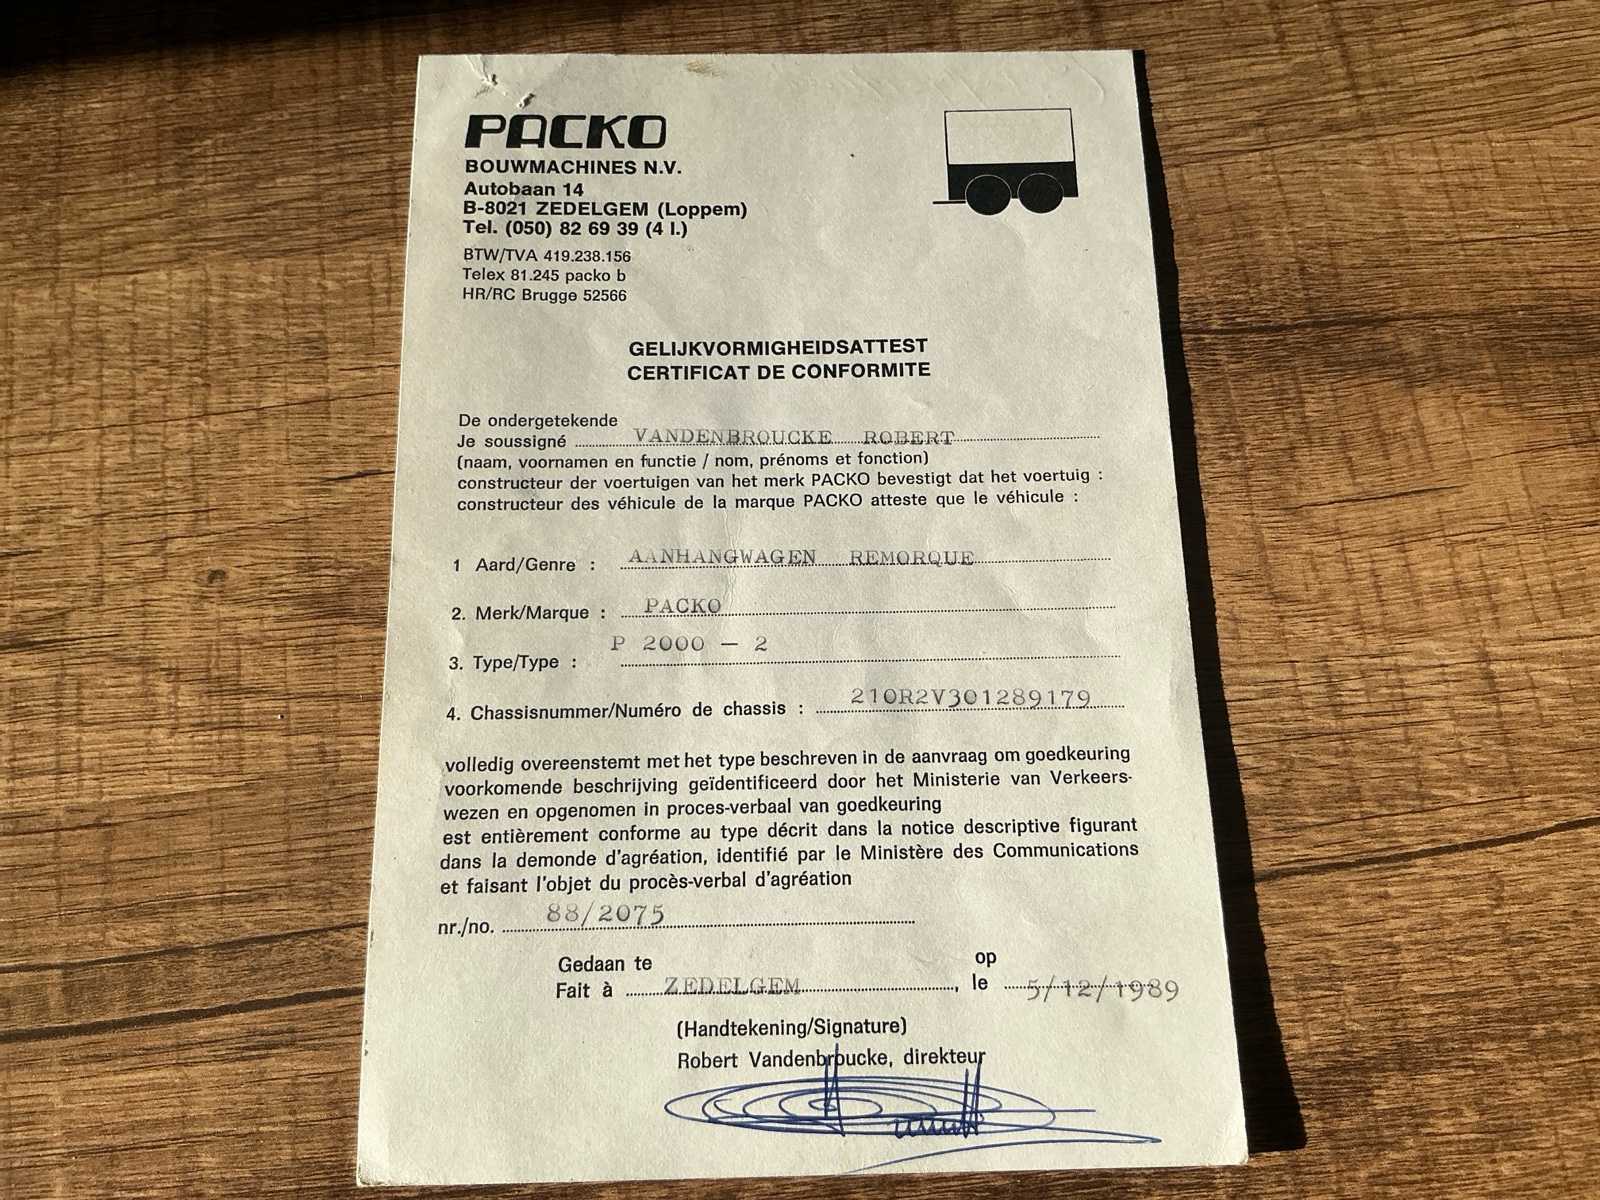 PACKO
BOUWMACHINES N.V.
Autobaan 14
B-8021 ZEDELGEM (Loppem)
Tel. (050) 82 69 39 (4 l.)
BTW/TVA 419.238.156
Telex 81.245 packo b
HR/RC Brugge 52566
GELIJKVORMIGHEIDSATTEST
CERTIFICAT DE CONFORMITE
De ondergetekende
Je soussigné VANDENBROUCKE ROBERT
(naam, voornamen en functie / nom, prénoms et fonction)
constructeur der voertuigen van het merk PACKO bevestigt dat het voertuig :
constructeur des véhicule de la marque PACKO atteste que le véhicule :
1 Aard/Genre : AANHANGWAGEN REMORQUE
2. Merk/Marque : PACKO
3. Type/Type : P 2000 - 2
4. Chassisnummer/Numéro de chassis : 210R2V301289179
volledig overeenstemt met het type beschreven in de aanvraag om goedkeuring
voorkomende beschrijving geïdentificeerd door het Ministerie van Verkeers-
wezen en opgenomen in proces-verbaal van goedkeuring
est entièrement conforme au type décrit dans la notice descriptive figurant
dans la demonde d'agréation, identifié par le Ministère des Communications
et faisant l'objet du procès-verbal d'agréation
nr./no. 88/2075
Gedaan te op
Fait à ZEDELGEM, le 5/12/1989
(Handtekening/Signature)
Robert Vandenbroucke, direkteur